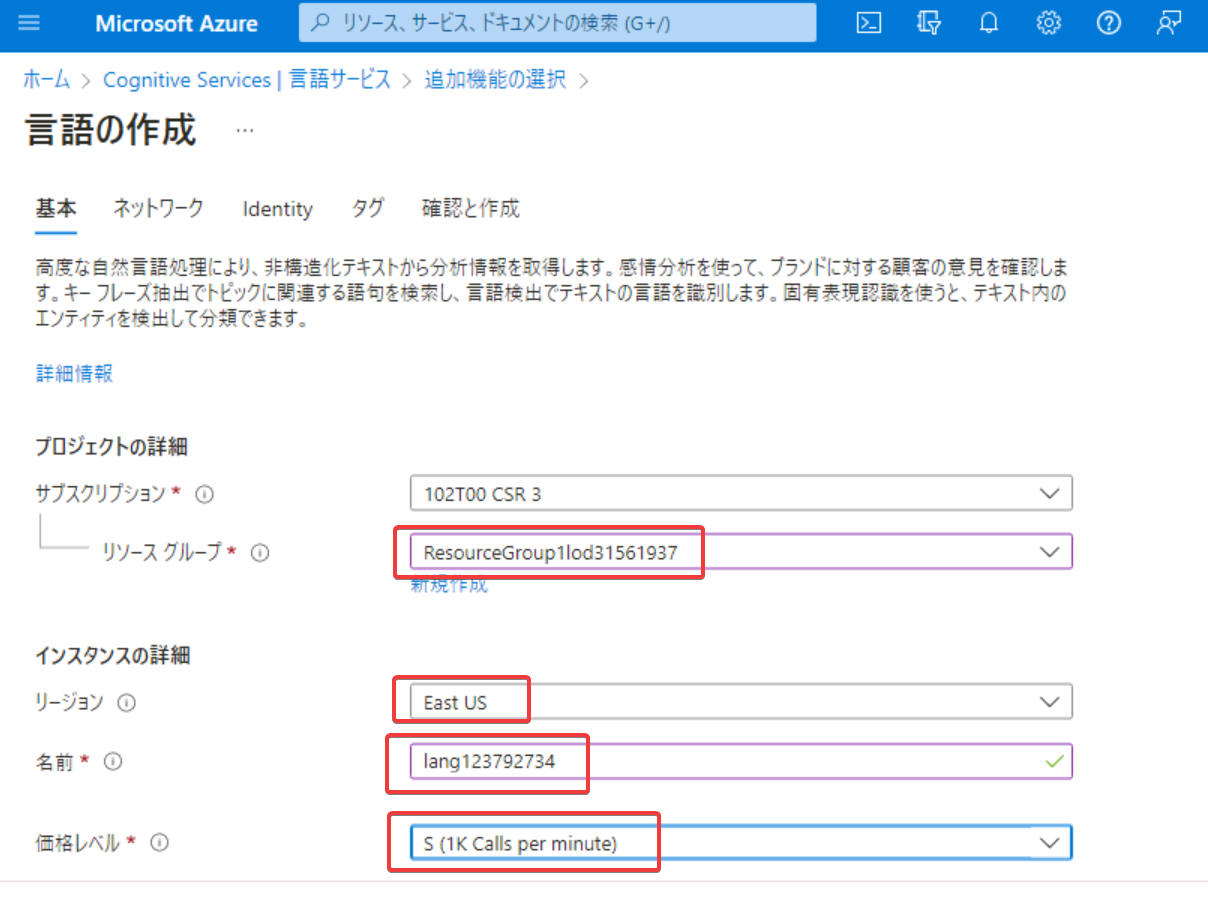 Microsoft Azure
リソース、サービス、ドキュメントの検索 (G+/)
ホーム > Cognitive Services | 言語サービス > 追加機能の選択 >
言語の作成 ...
基本 ネットワーク Identity タグ 確認と作成
高度な自然言語処理により、非構造化テキストから分析情報を取得します。感情分析を使って、ブランドに対する顧客の意見を確認しま
す。キー フレーズ抽出でトピックに関連する語句を検索し、言語検出でテキストの言語を識別します。固有表現認識を使うと、テキスト内の
エンティティを検出して分類できます。
詳細情報
プロジェクトの詳細
サブスクリプション * 102T00 CSR 3
リソース グループ * ResourceGroup1lod31561937
新規作成
インスタンスの詳細
リージョン East US
名前 * lang123792734
価格レベル * S (1K Calls per minute)